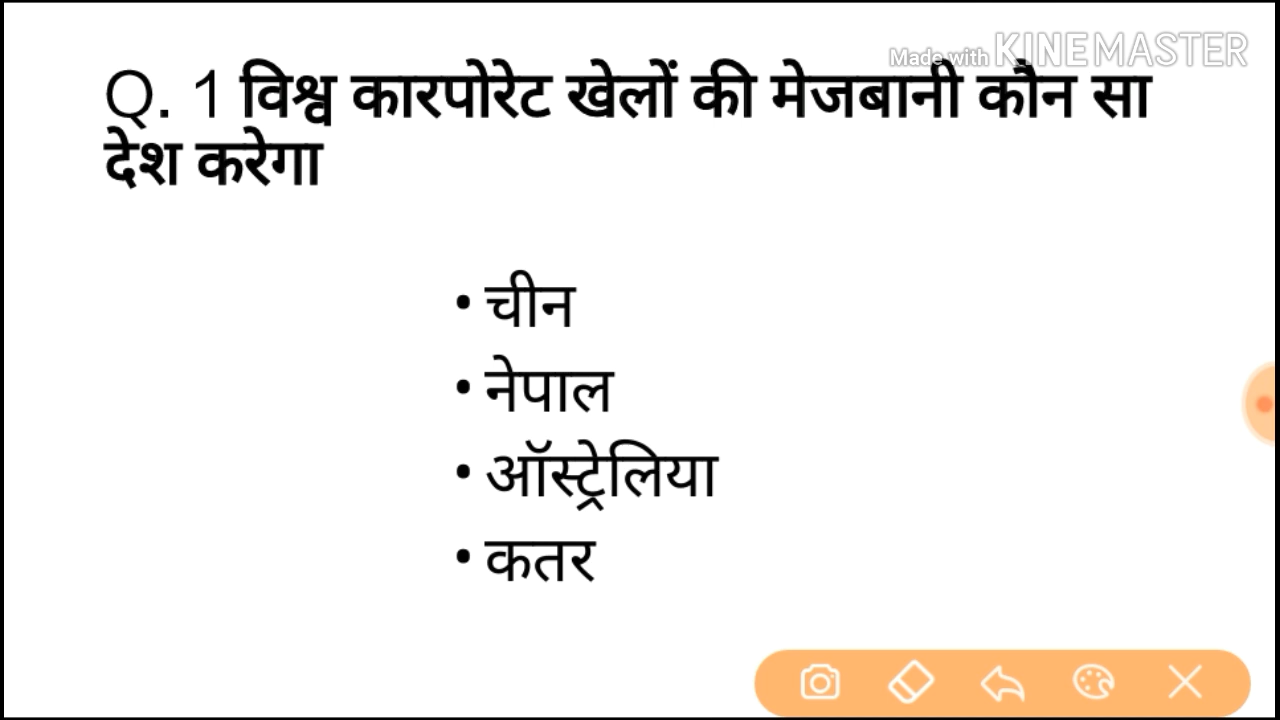 Made with KINEMASTER
Q. 1 विश्व कारपोरेट खेलों की मेजबानी कौन सा
देश करेगा
• चीन
• नेपाल
• ऑस्ट्रेलिया
• कतर